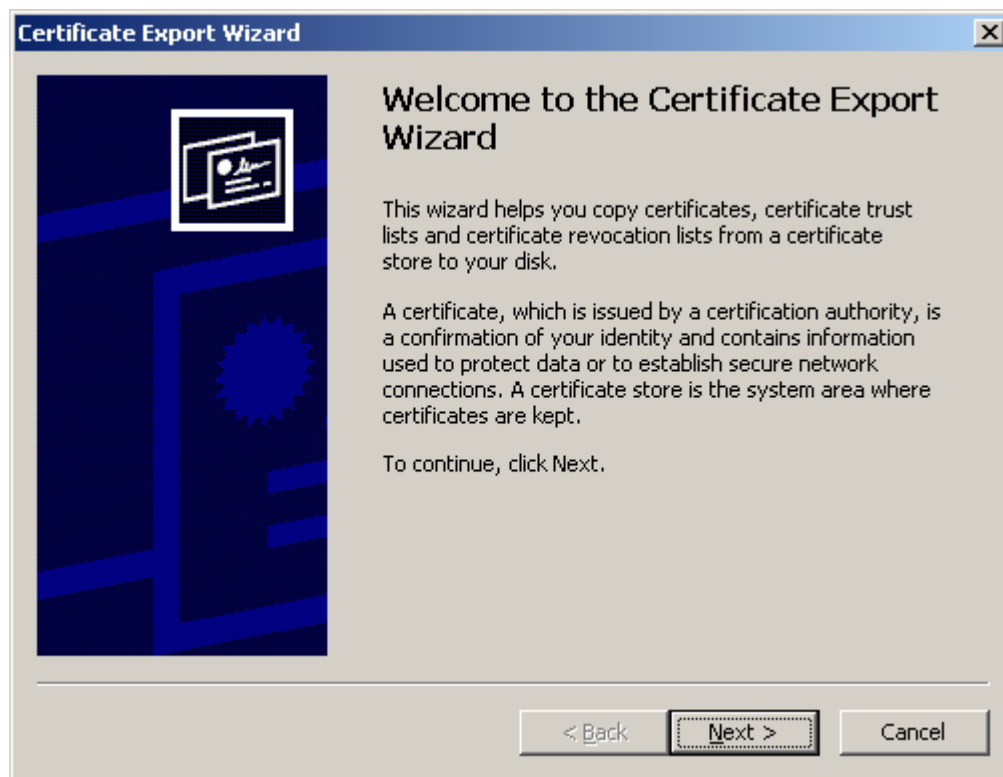 Certificate Export Wizard
Welcome to the Certificate Export
Wizard
This wizard helps you copy certificates, certificate trust
lists and certificate revocation lists from a certificate
store to your disk.
A certificate, which is issued by a certification authority, is
a confirmation of your identity and contains information
used to protect data or to establish secure network
connections. A certificate store is the system area where
certificates are kept.
To continue, click Next.
< Back
Next >
Cancel